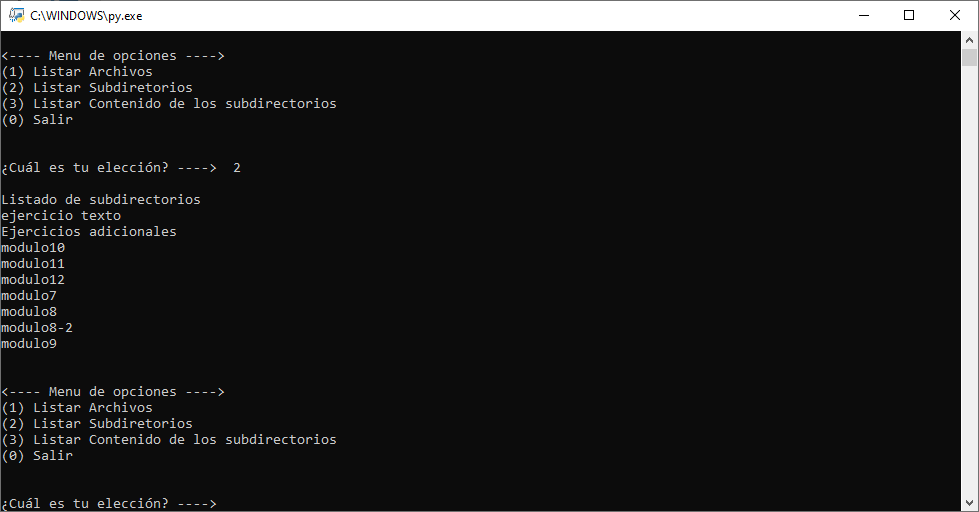 C:\WINDOWS\py.exe
<---- Menu de opciones ---->
(1) Listar Archivos
(2) Listar Subdiretorios
(3) Listar Contenido de los subdirectorios
(0) Salir
¿Cuál es tu elección? ---->  2
Listado de subdirectorios
ejercicio texto
Ejercicios adicionales
modulo10
modulo11
modulo12
modulo7
modulo8
modulo8-2
modulo9
<---- Menu de opciones ---->
(1) Listar Archivos
(2) Listar Subdiretorios
(3) Listar Contenido de los subdirectorios
(0) Salir
¿Cuál es tu elección? ---->